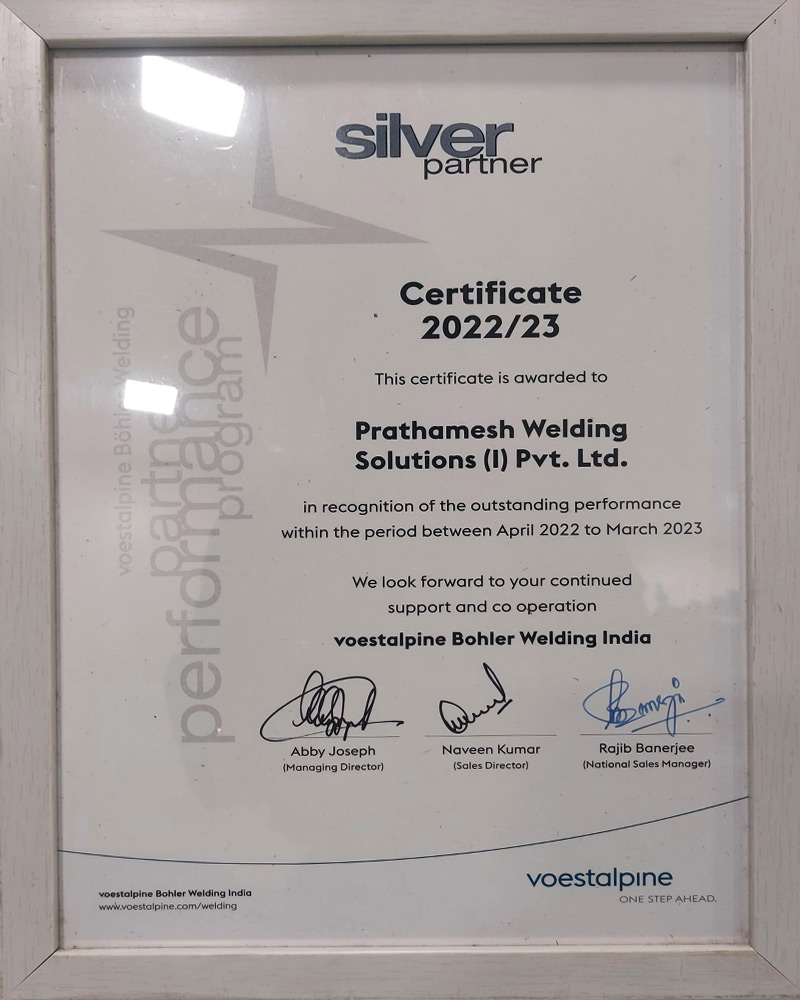 silver
partner
Certificate
2022/23
This certificate is awarded to
Prathamesh Welding
Solutions (I) Pvt. Ltd.
in recognition of the outstanding performance
within the period between April 2022 to March 2023
We look forward to your continued
support and co operation
voestalpine Bohler Welding India
Abby Joseph
(Managing Director)
Naveen Kumar
(Sales Director)
Rajib Banerjee
(National Sales Manager)
voestalpine Böhler Welding
partner
performance
program
voestalpine Bohler Welding India
www.voestalpine.com/welding
voestalpine
ONE STEP AHEAD.